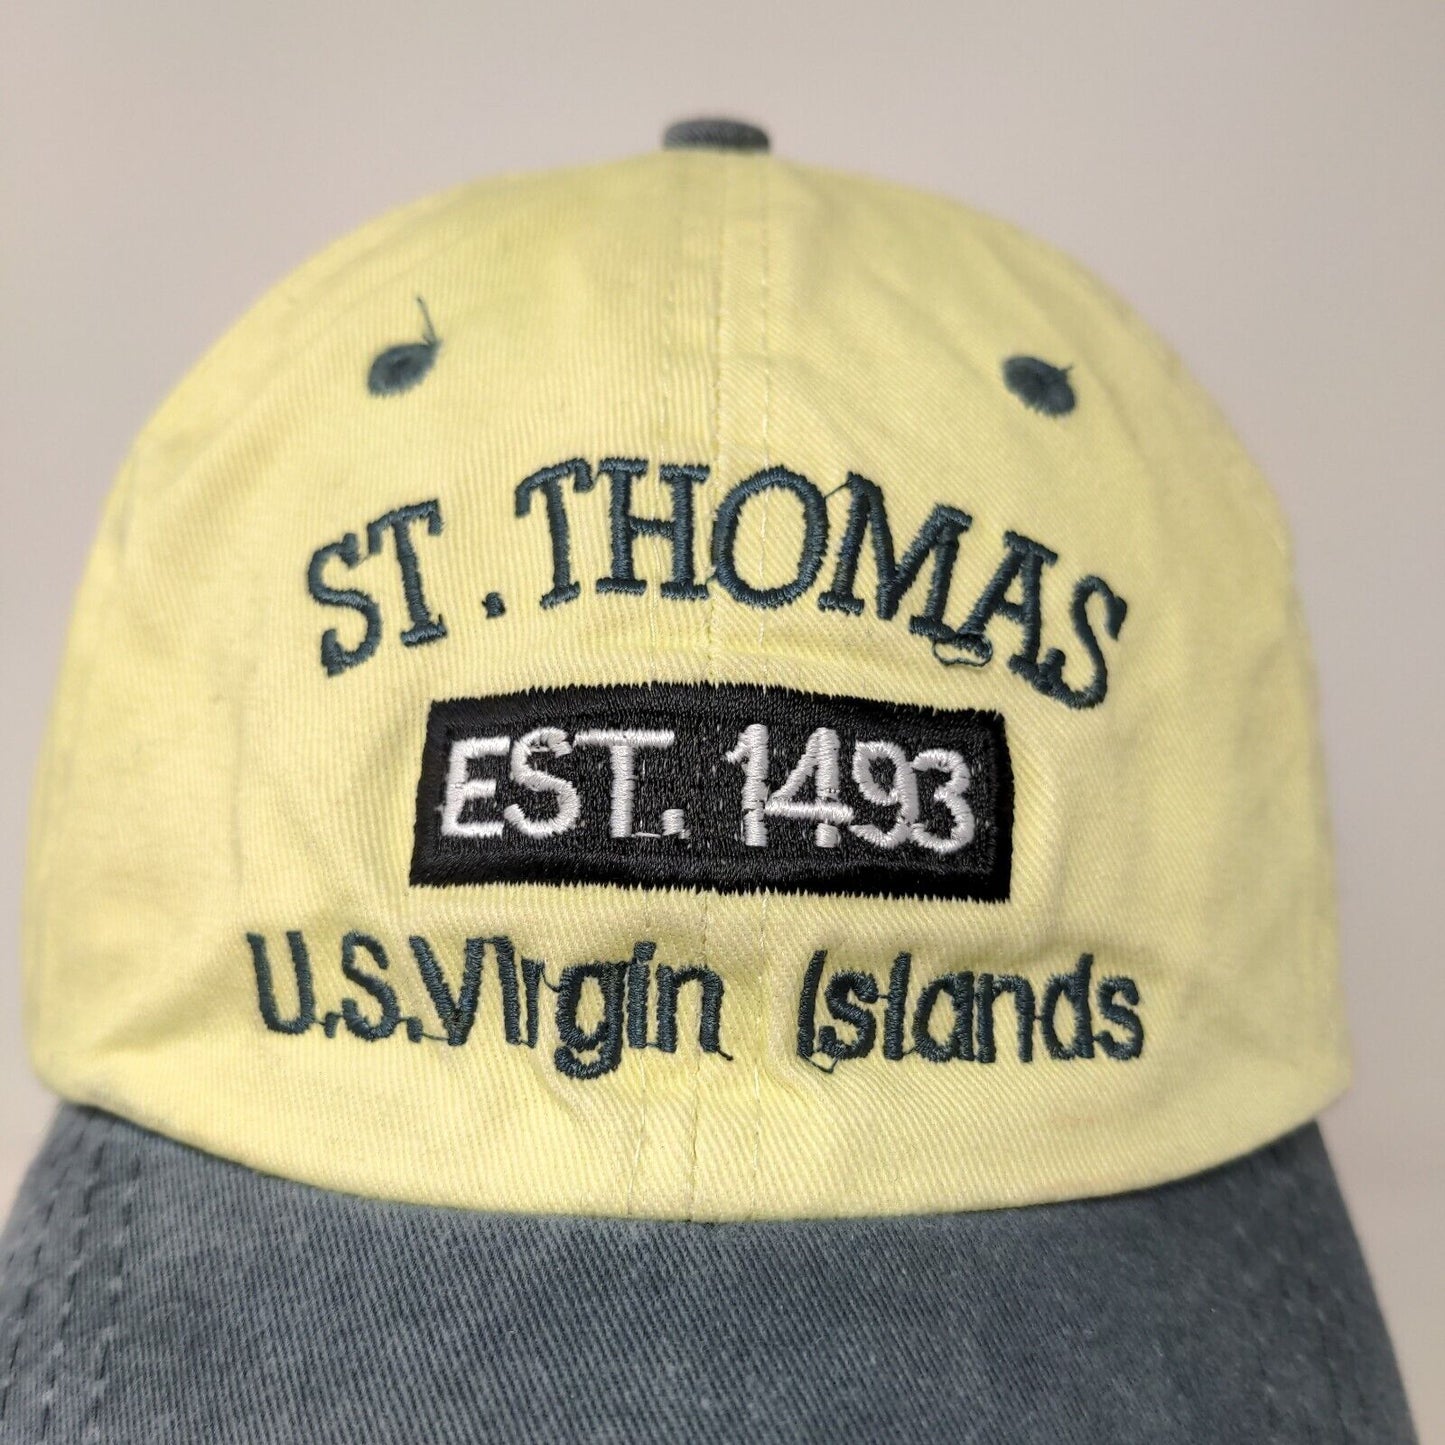 ST. THOMAS
EST. 1493
U.S.Virgin Islands